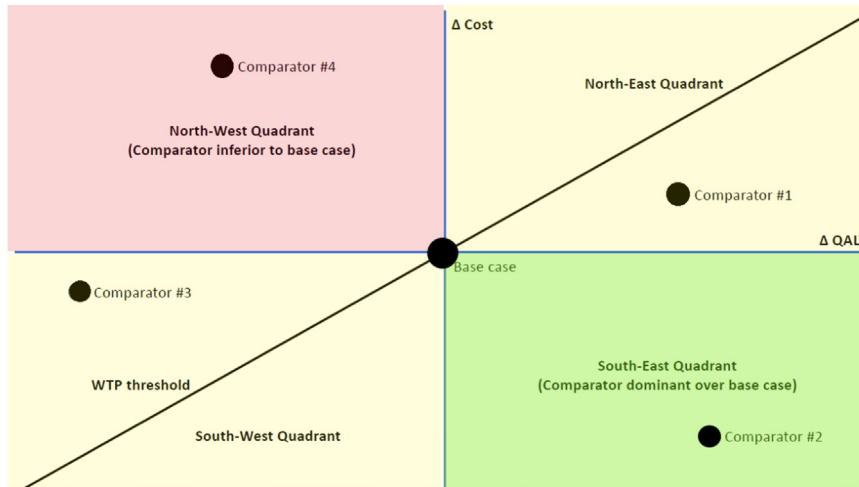 Δ Cost
Comparator #4
North-East Quadrant
North-West Quadrant
(Comparator inferior to base case)
Comparator #1
Δ QAL
Base case
Comparator #3
South-East Quadrant
(Comparator dominant over base case)
WTP threshold
South-West Quadrant
Comparator #2